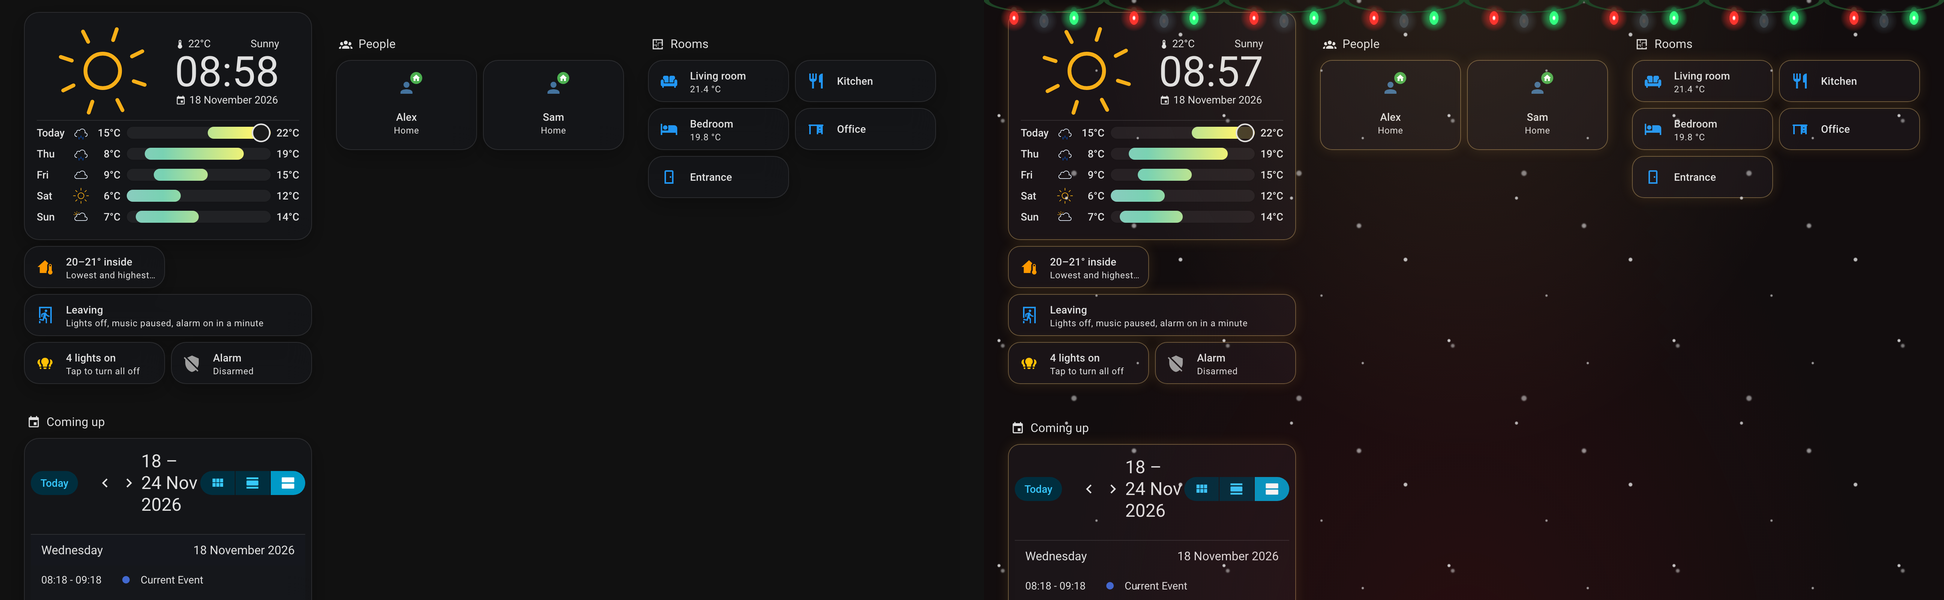 22°C Sunny
08:58
18 November 2026
Today 15°C 22°C
Thu 8°C 19°C
Fri 9°C 15°C
Sat 6°C 12°C
Sun 7°C 14°C
20–21° inside
Lowest and highest...
Leaving
Lights off, music paused, alarm on in a minute
4 lights on
Tap to turn all off
Alarm
Disarmed
Coming up
Today
18 –
24 Nov
2026
Wednesday 18 November 2026
08:18 - 09:18 Current Event
People
Alex
Home
Sam
Home
Rooms
Living room
21.4 °C
Kitchen
Bedroom
19.8 °C
Office
Entrance
22°C Sunny
08:57
18 November 2026
Today 15°C 22°C
Thu 8°C 19°C
Fri 9°C 15°C
Sat 6°C 12°C
Sun 7°C 14°C
20–21° inside
Lowest and highest...
Leaving
Lights off, music paused, alarm on in a minute
4 lights on
Tap to turn all off
Alarm
Disarmed
Coming up
Today
18 –
24 Nov
2026
Wednesday 18 November 2026
08:18 - 09:18 Current Event
People
Alex
Home
Sam
Home
Rooms
Living room
21.4 °C
Kitchen
Bedroom
19.8 °C
Office
Entrance